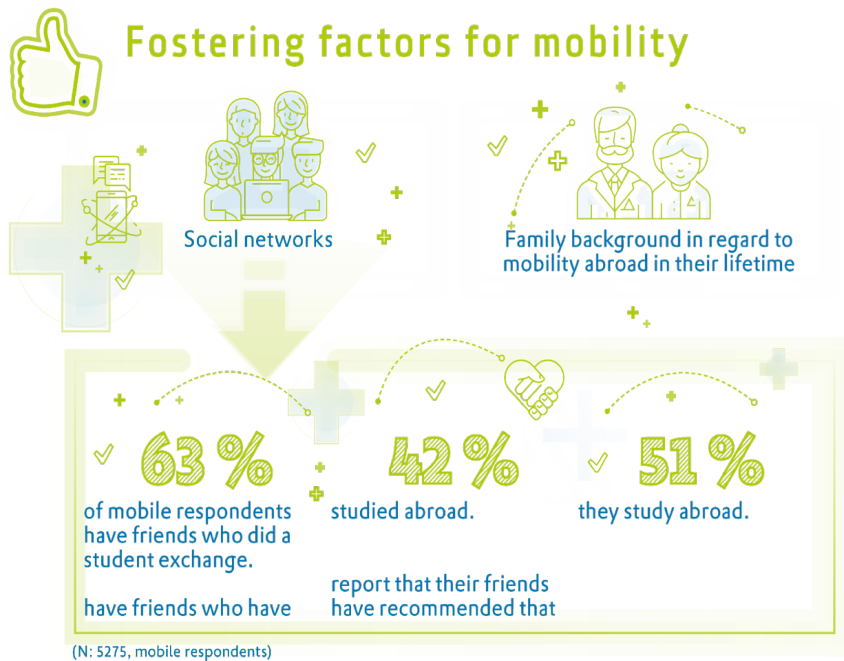 Fostering factors for mobility
Social networks
Family background in regard to
mobility abroad in their lifetime
63 %
of mobile respondents
have friends who did a
student exchange.
have friends who have
42 %
studied abroad.
report that their friends
have recommended that
51 %
they study abroad.
(N: 5275, mobile respondents)